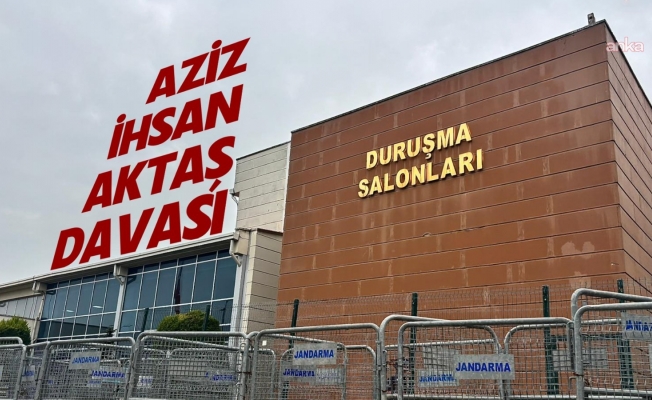 AZİZ
İHSAN
AKTAŞ
DAVASİ
anka
DURUŞMA
SALONLARI
JANDARMA
JANDARMA
JANDARMA
JANDARMA
JANDARMA
JANDARMA